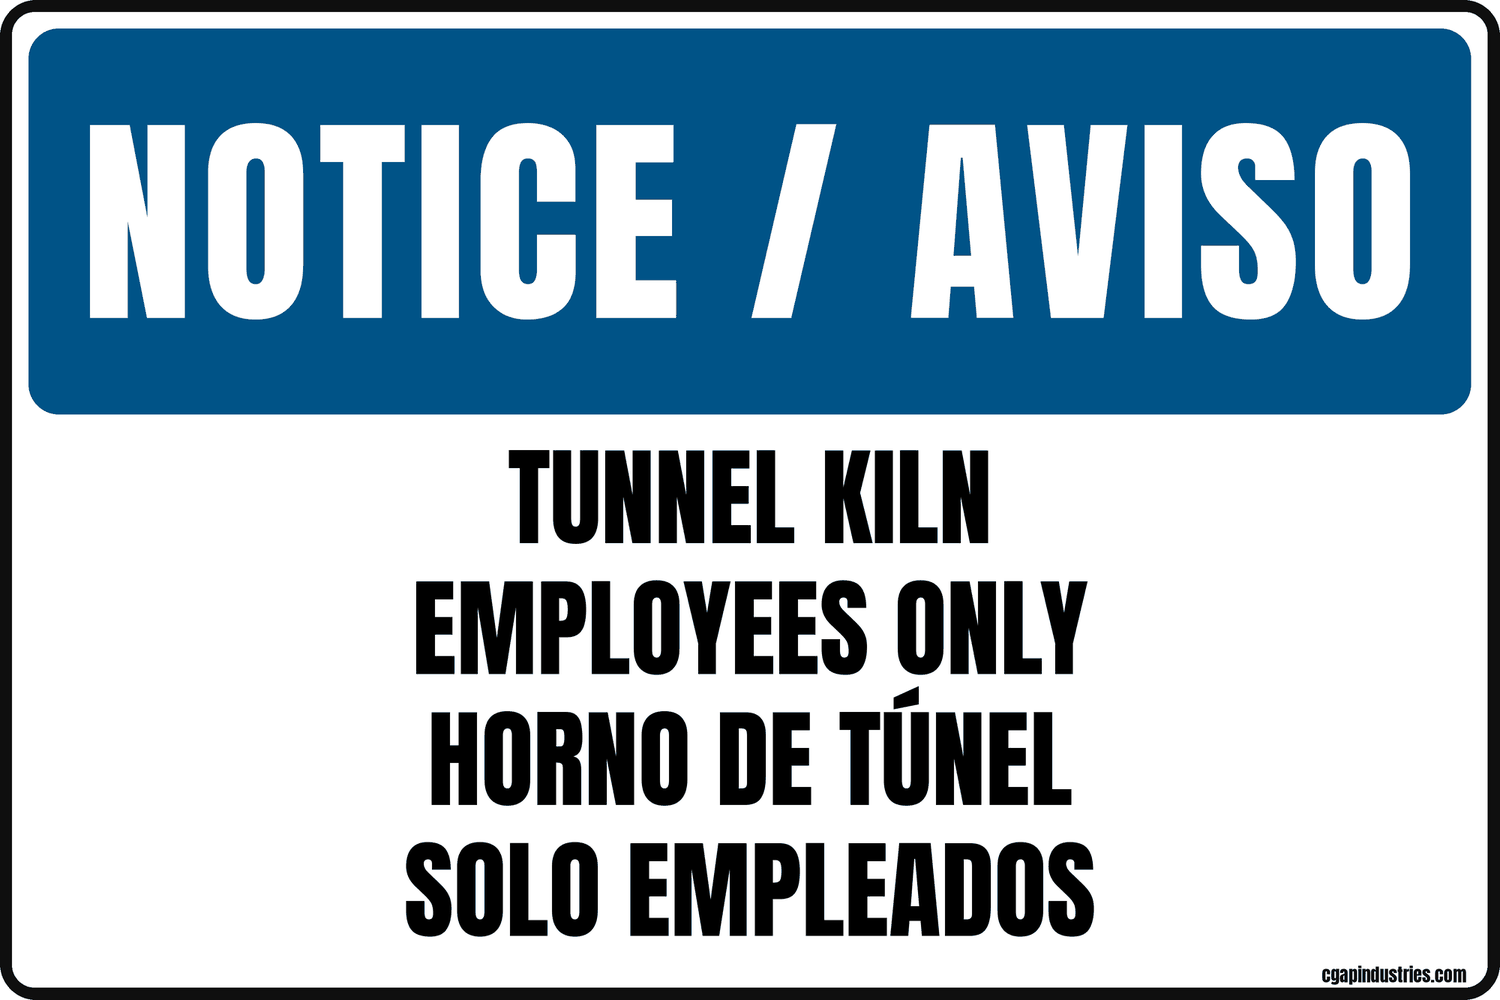 NOTICE / AVISO
TUNNEL KILN
EMPLOYEES ONLY
HORNO DE TÚNEL
SOLO EMPLEADOS
cgapindustries.com